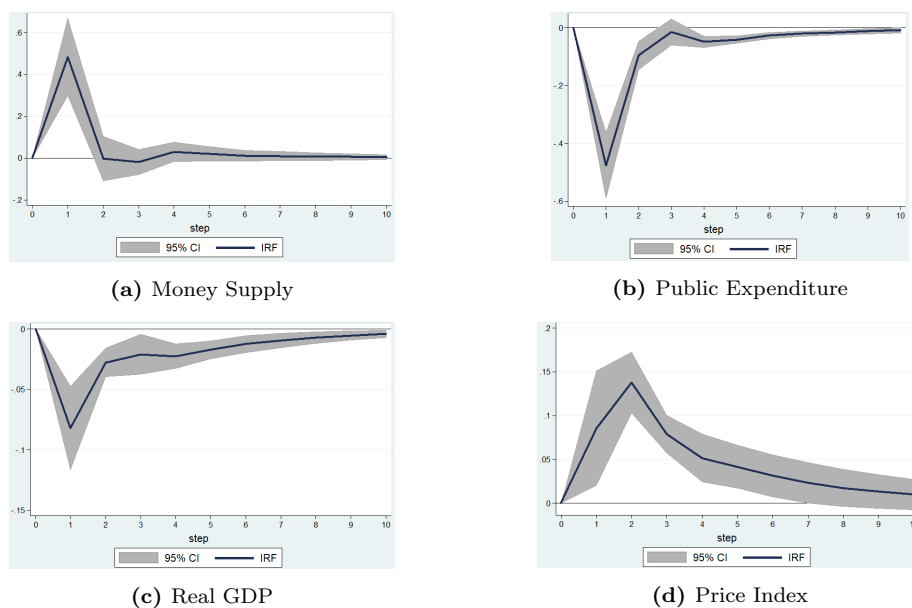 .6
.4
.2
0
-.2
0 1 2 3 4 5 6 7 8 9 10
step
95% CI IRF
(a) Money Supply
0
-.2
-.4
-.6
0 1 2 3 4 5 6 7 8 9 10
step
95% CI IRF
(b) Public Expenditure
0
-.05
-.1
-.15
0 1 2 3 4 5 6 7 8 9 10
step
95% CI IRF
(c) Real GDP
.2
.15
.1
.05
0
0 1 2 3 4 5 6 7 8 9
step
95% CI IRF
(d) Price Index